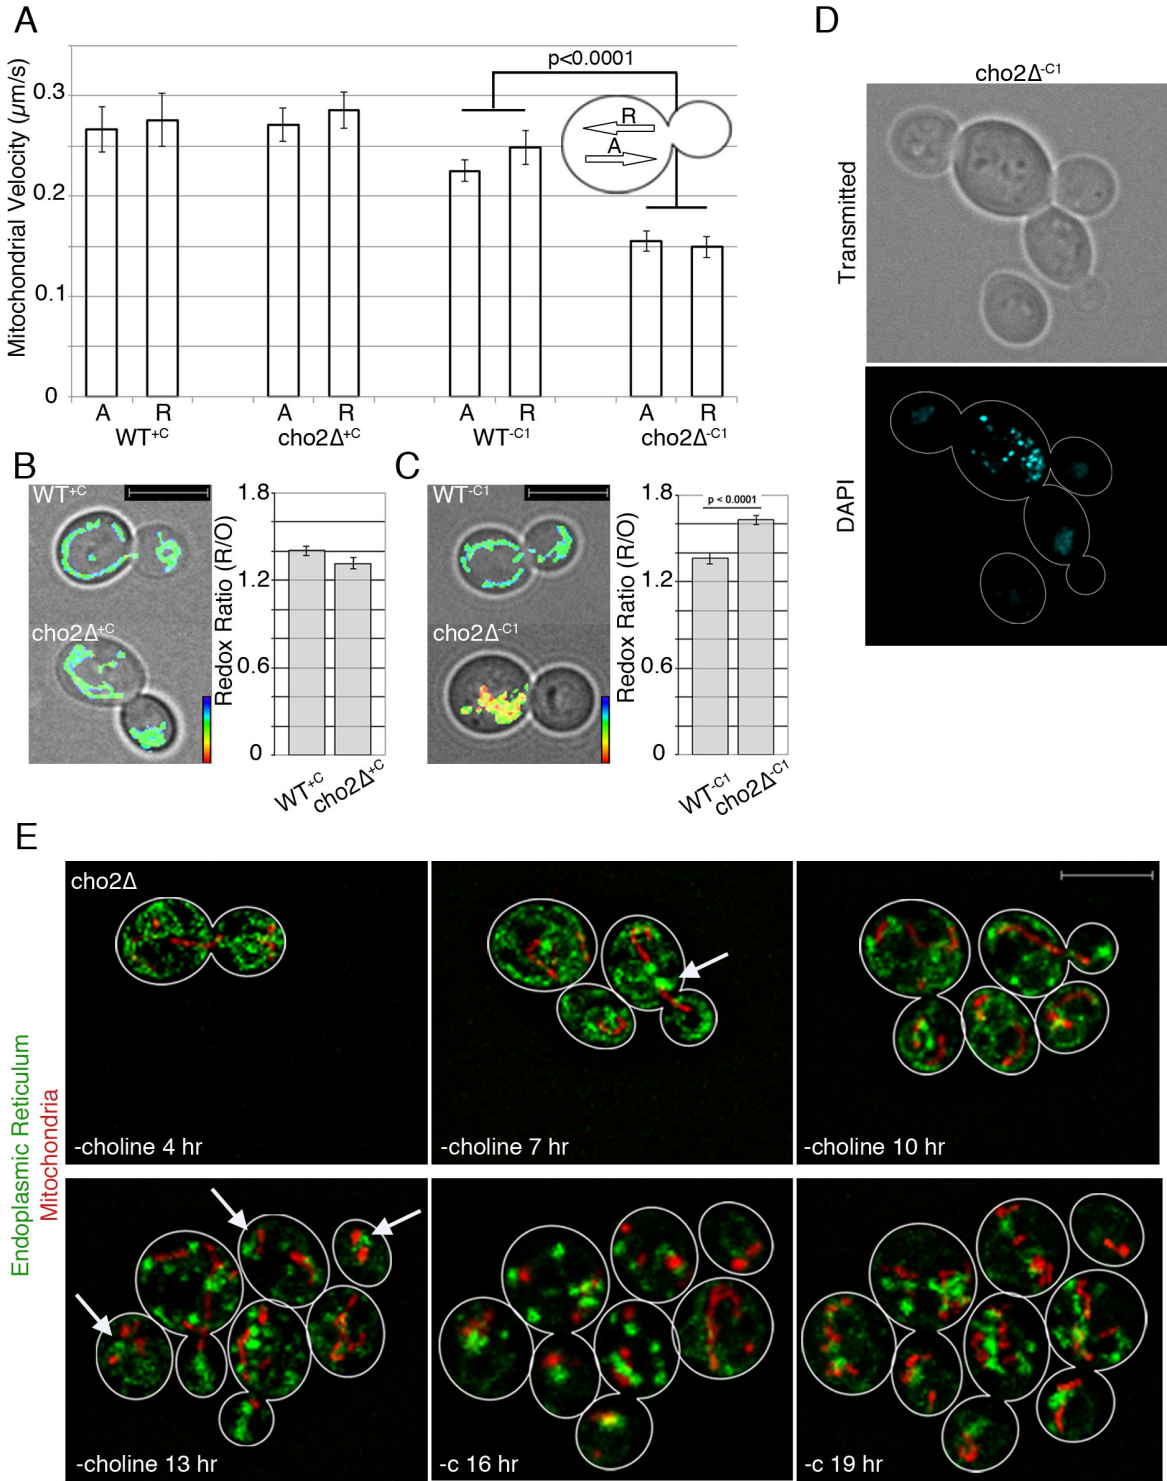 A
Mitochondrial Velocity (µm/s)
0.3
0.2
0.1
0
p<0.0001
R
A
A R A R A R A R
WT+C cho2Δ+C WT-C1 cho2Δ-C1
B
WT+C
cho2Δ+C
Redox Ratio (R/O)
1.8
1.2
0.6
0
WT+C
cho2Δ+C
C
WT-C1
cho2Δ-C1
Redox Ratio (R/O)
1.8
1.2
0.6
0
p < 0.0001
WT-C1
cho2Δ-C1
D
cho2Δ-C1
Transmitted
DAPI
E
Endoplasmic Reticulum
Mitochondria
cho2Δ
-choline 4 hr
-choline 7 hr
-choline 10 hr
-choline 13 hr
-c 16 hr
-c 19 hr